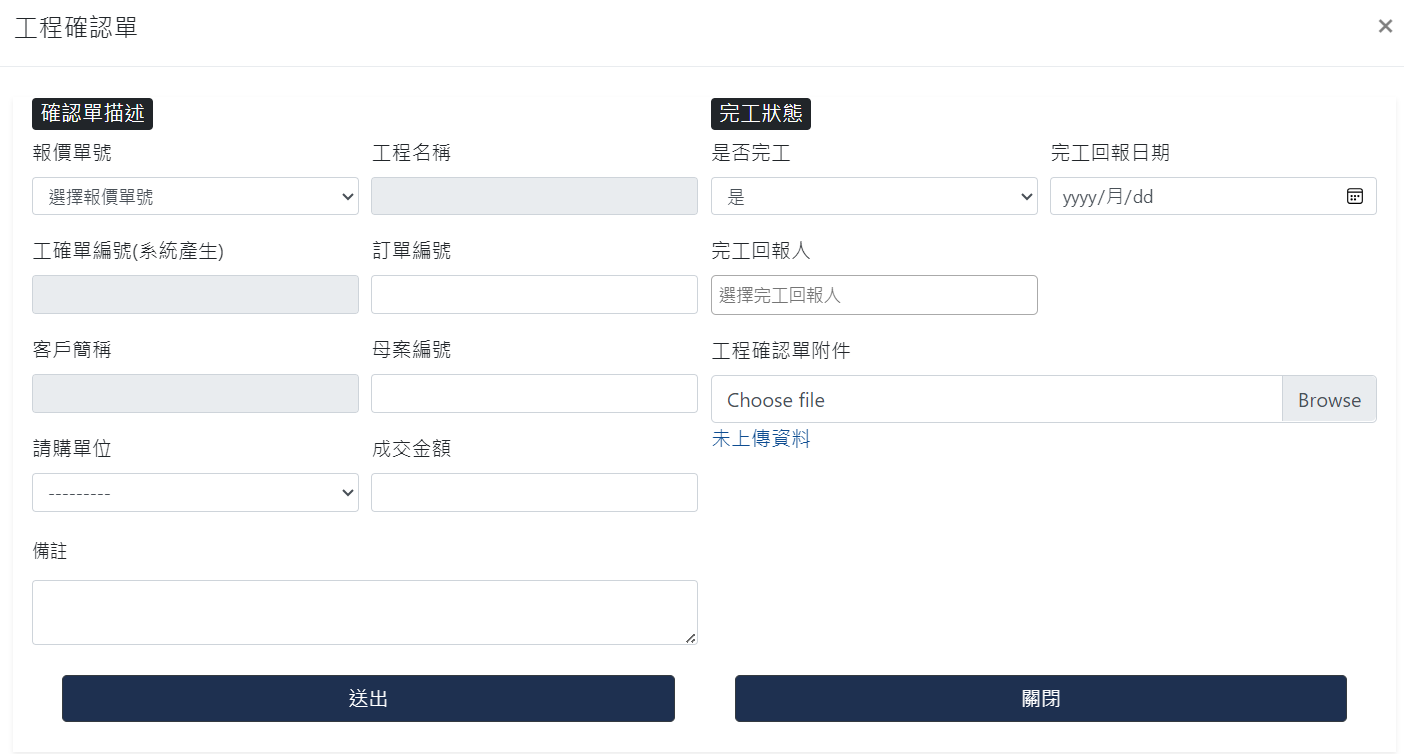 工程確認單
×
確認單描述
完工狀態
報價單號
工程名稱
是否完工
完工回報日期
選擇報價單號
是
yyyy/月/dd
工確單編號(系統產生)
訂單編號
完工回報人
選擇完工回報人
客戶簡稱
母案編號
工程確認單附件
Choose file
Browse
未上傳資料
請購單位
成交金額
---------
備註
送出
關閉